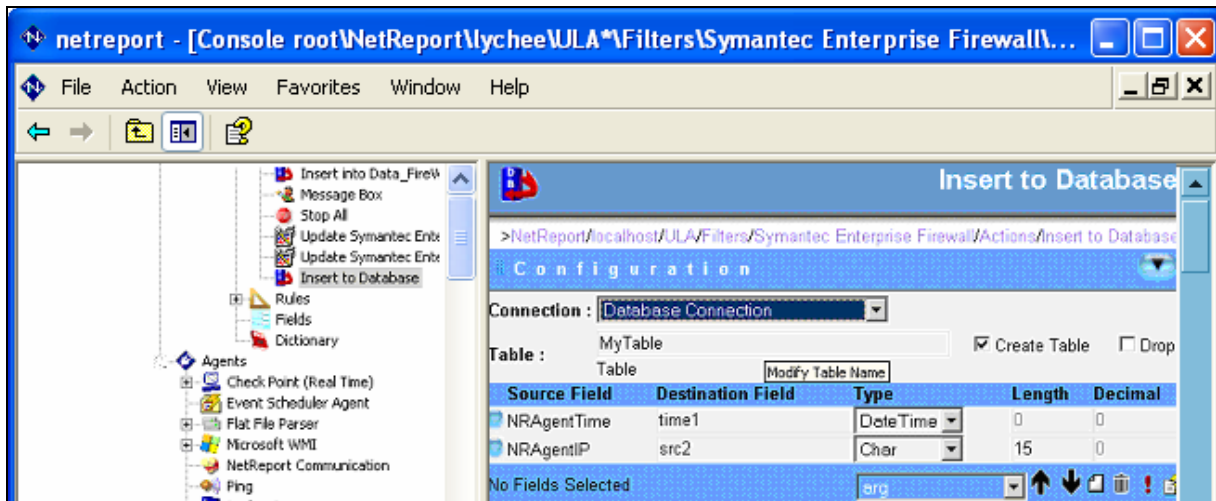 netreport - [Console root\NetReport\lychee\ULA*\Filters\Symantec Enterprise Firewall\...
File Action View Favorites Window Help
Insert into Data_FireW
Message Box
Stop All
Update Symantec Ente
Update Symantec Ente
Insert to Database
Rules
Fields
Dictionary
Agents
Check Point (Real Time)
Event Scheduler Agent
Flat File Parser
Microsoft WMI
NetReport Communication
Ping
Insert to Database
>NetReport/localhost/ULA/Filters/Symantec Enterprise Firewall/Actions/Insert to Database
Configuration
Connection : Database Connection
Table : MyTable Create Table Drop
Table
Modify Table Name
Source Field Destination Field Type Length Decimal
NRAgentTime time1 DateTime 0 0
NRAgentIP src2 Char 15 0
No Fields Selected arg